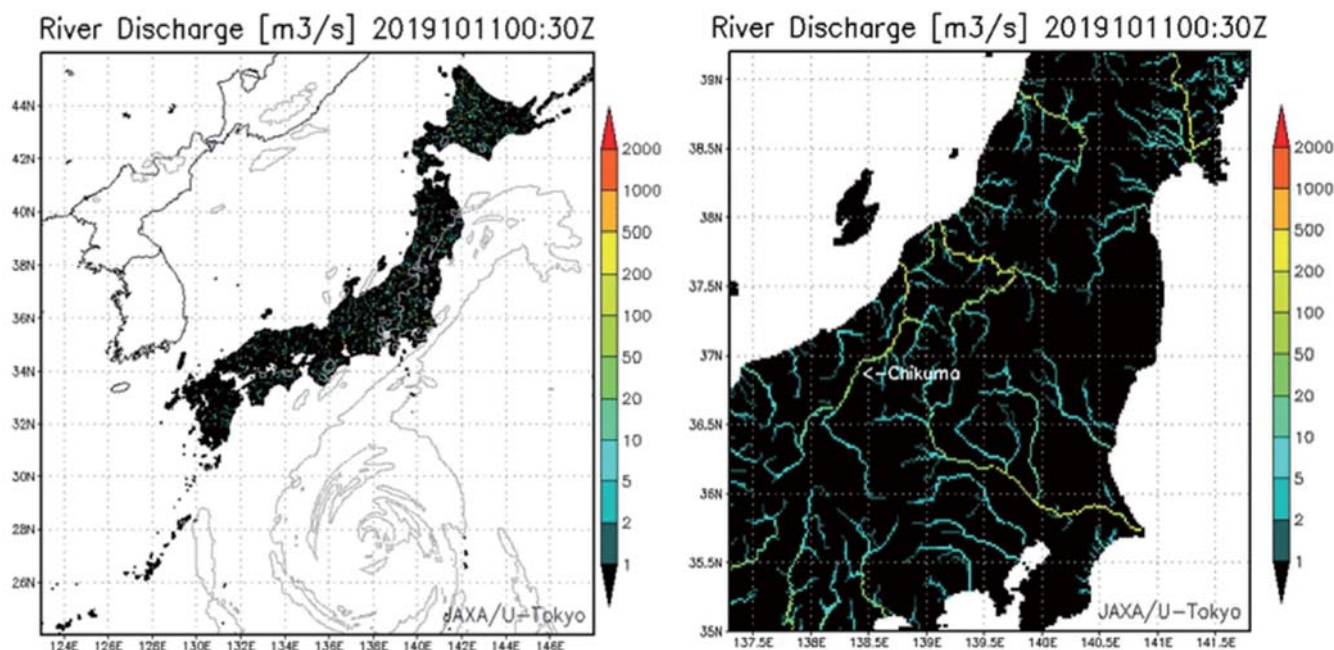 River Discharge [m3/s] 2019101100:30Z
44N
42N
40N
38N
36N
34N
32N
30N
28N
26N
124E 126E 128E 130E 132E 134E 136E 138E 140E 142E 144E 146E
2000
1000
500
200
100
50
20
10
5
2
1
JAXA/U-Tokyo
River Discharge [m3/s] 2019101100:30Z
39N
38.5N
38N
37.5N
37N
36.5N
36N
35.5N
35N
137.5E 138E 138.5E 139E 139.5E 140E 140.5E 141E 141.5E
<-Chikuma
2000
1000
500
200
100
50
20
10
5
2
1
JAXA/U-Tokyo